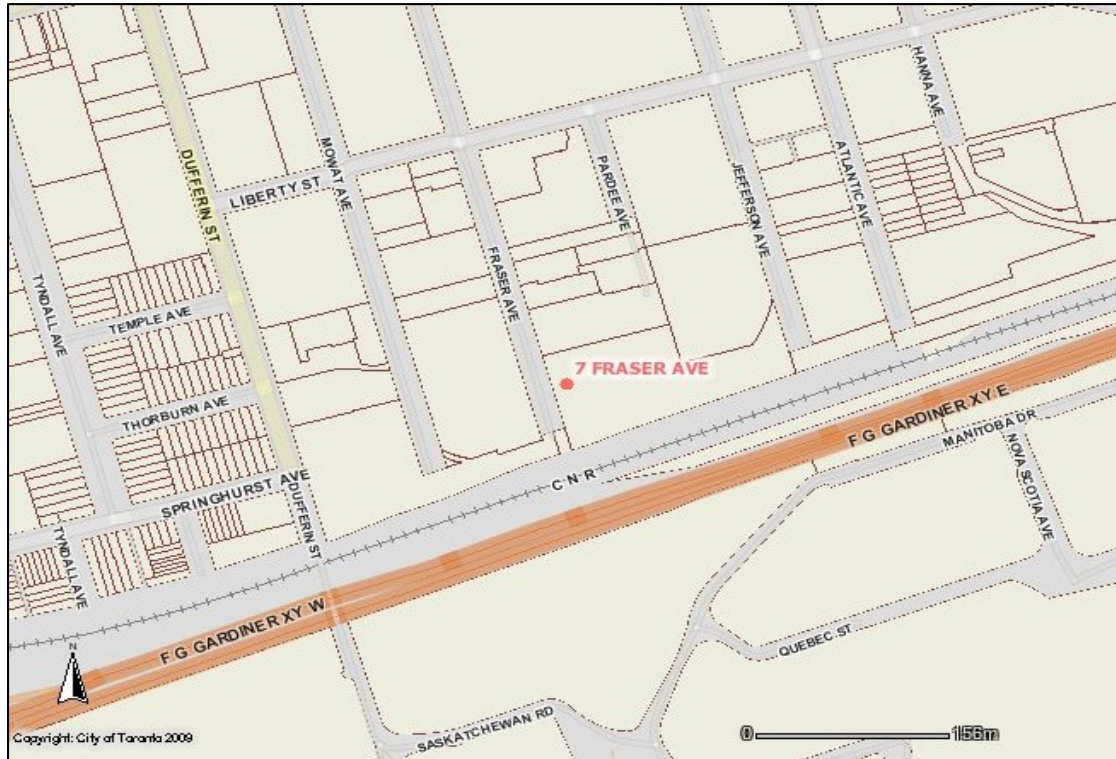 HANNA AVE
DUFFERIN ST
MOWAT AVE
LIBERTY ST
PARDEE AVE
JEFFERSON AVE
ATLANTIC AVE
FRASER AVE
TYNDALL AVE
TEMPLE AVE
7 FRASER AVE
THORBURN AVE
F G GARDINER XY E
MANITOBA DR
NOVA SCOTIA AVE
SPRINGHURST AVE
C N R
DUFFERIN ST
TYNDALL AVE
F G GARDINER XY W
QUEBEC ST
N
SASKATCHEWAN RD
0 156m
Copyright: City of Toronto 2009